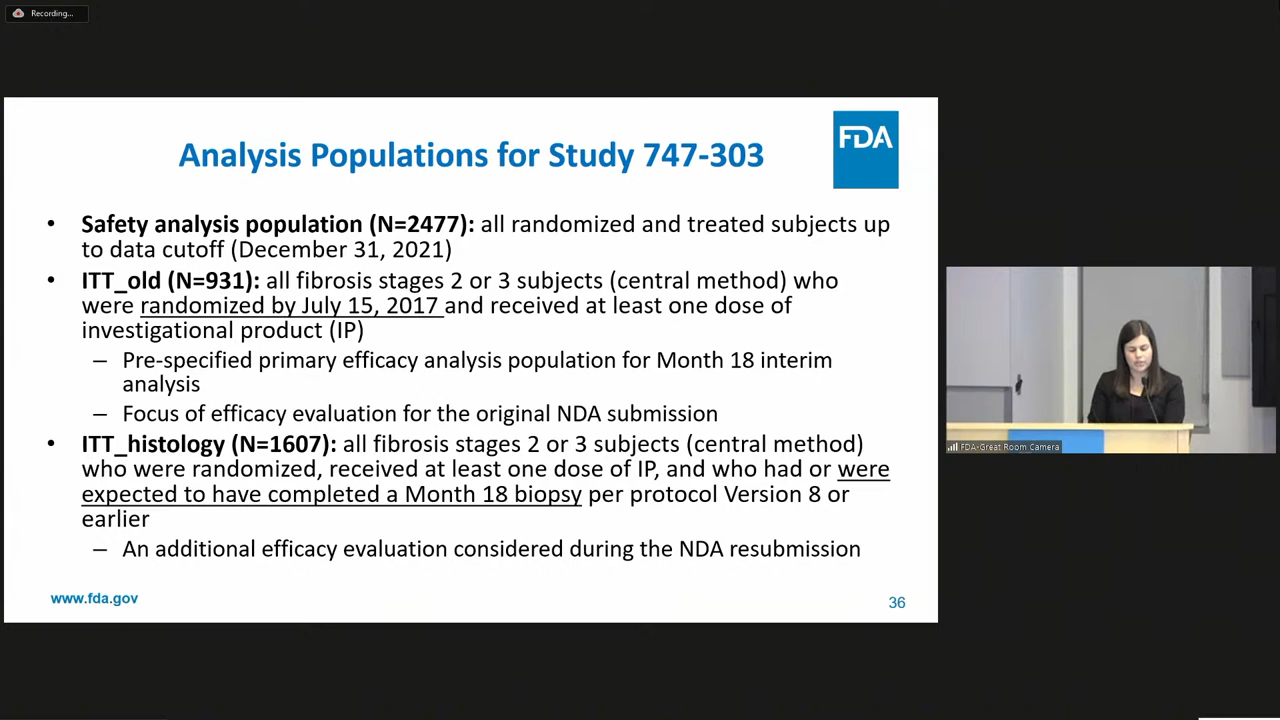 Recording...
FDA
Analysis Populations for Study 747-303
• Safety analysis population (N=2477): all randomized and treated subjects up
to data cutoff (December 31, 2021)
• ITT_old (N=931): all fibrosis stages 2 or 3 subjects (central method) who
were randomized by July 15, 2017 and received at least one dose of
investigational product (IP)
– Pre-specified primary efficacy analysis population for Month 18 interim
analysis
– Focus of efficacy evaluation for the original NDA submission
• ITT_histology (N=1607): all fibrosis stages 2 or 3 subjects (central method)
who were randomized, received at least one dose of IP, and who had or were
expected to have completed a Month 18 biopsy per protocol Version 8 or
earlier
– An additional efficacy evaluation considered during the NDA resubmission
www.fda.gov
36
FDA-Great Room Camera